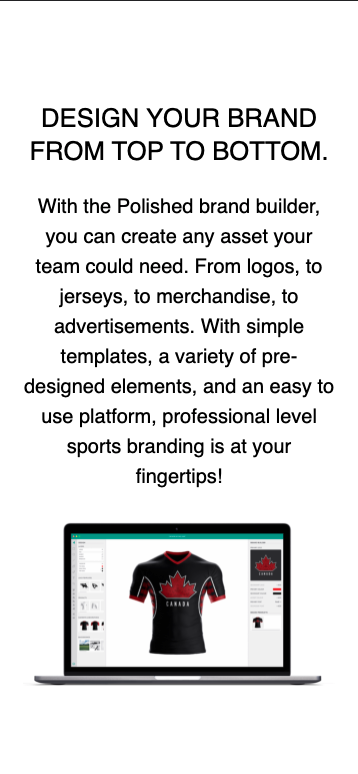 DESIGN YOUR BRAND
FROM TOP TO BOTTOM.
With the Polished brand builder,
you can create any asset your
team could need. From logos, to
jerseys, to merchandise, to
advertisements. With simple
templates, a variety of pre-
designed elements, and an easy to
use platform, professional level
sports branding is at your
fingertips!
CANADA
CANADA